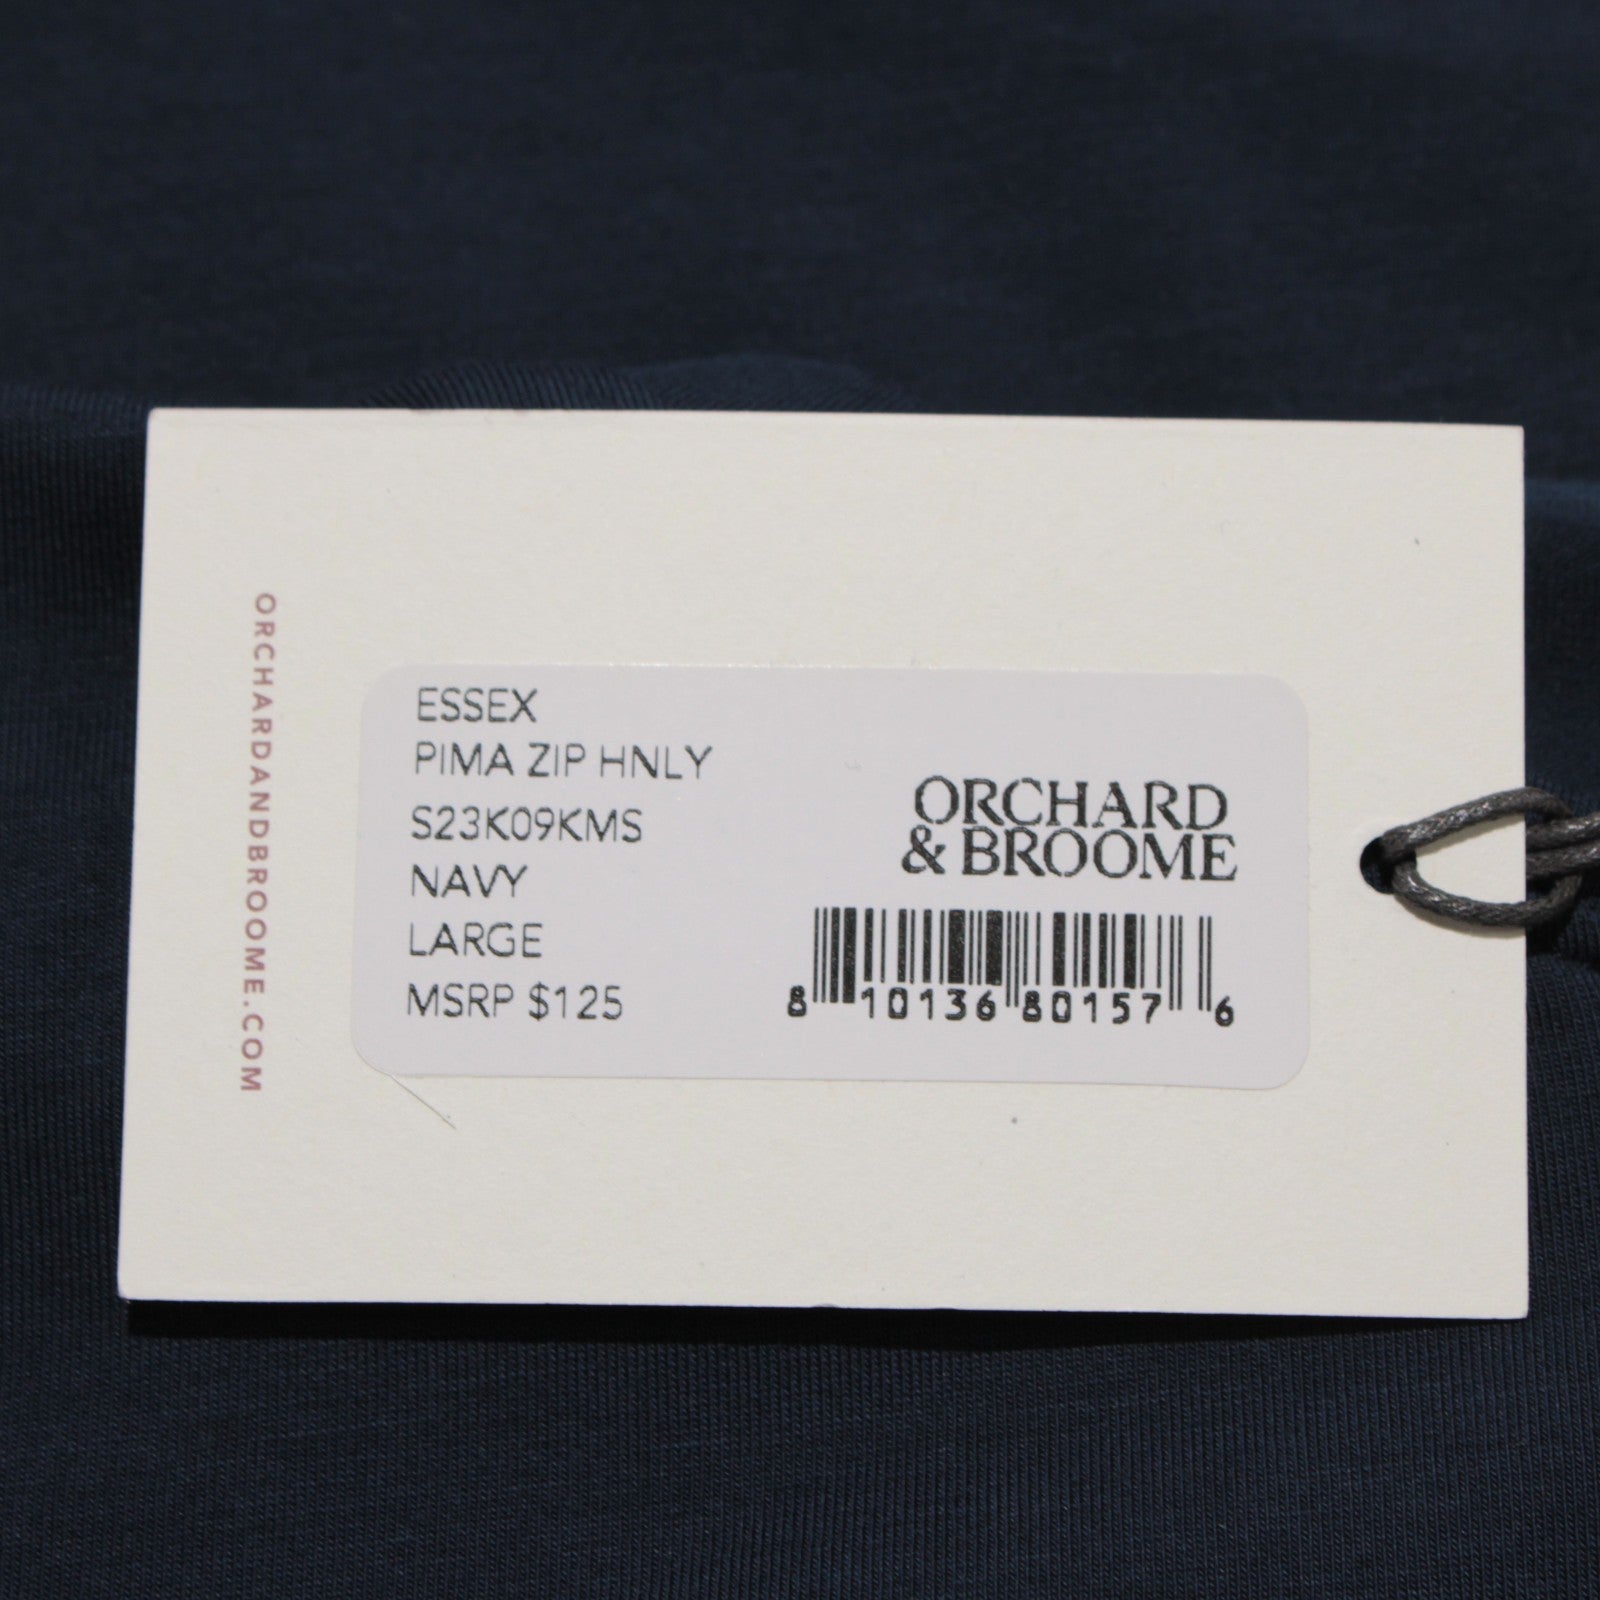 ORCHARDANDBROOME.COM
ESSEX
PIMA ZIP HNLY
S23K09KMS
NAVY
LARGE
MSRP $125
ORCHARD
& BROOME
8 10136 80157 6